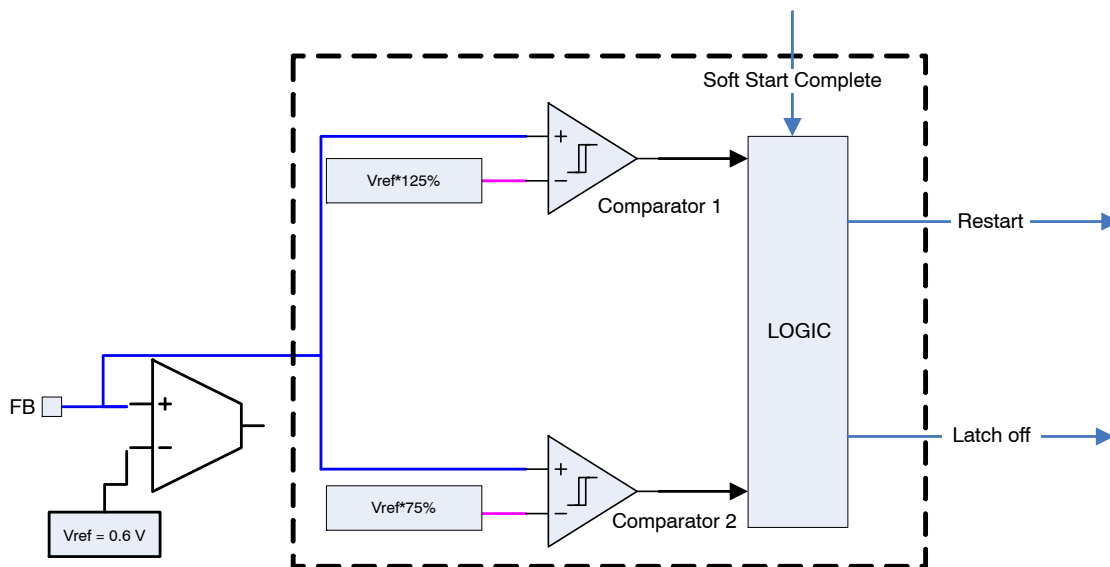 Soft Start Complete
+
Vref*125%
−
Comparator 1
Restart
LOGIC
FB
+
−
Vref = 0.6 V
Latch off
+
Vref*75%
−
Comparator 2